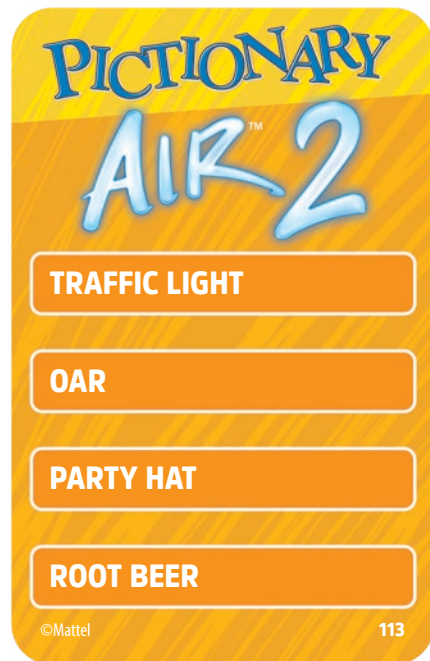 PICTIONARY
AIR™ 2
TRAFFIC LIGHT
OAR
PARTY HAT
ROOT BEER
©Mattel 113